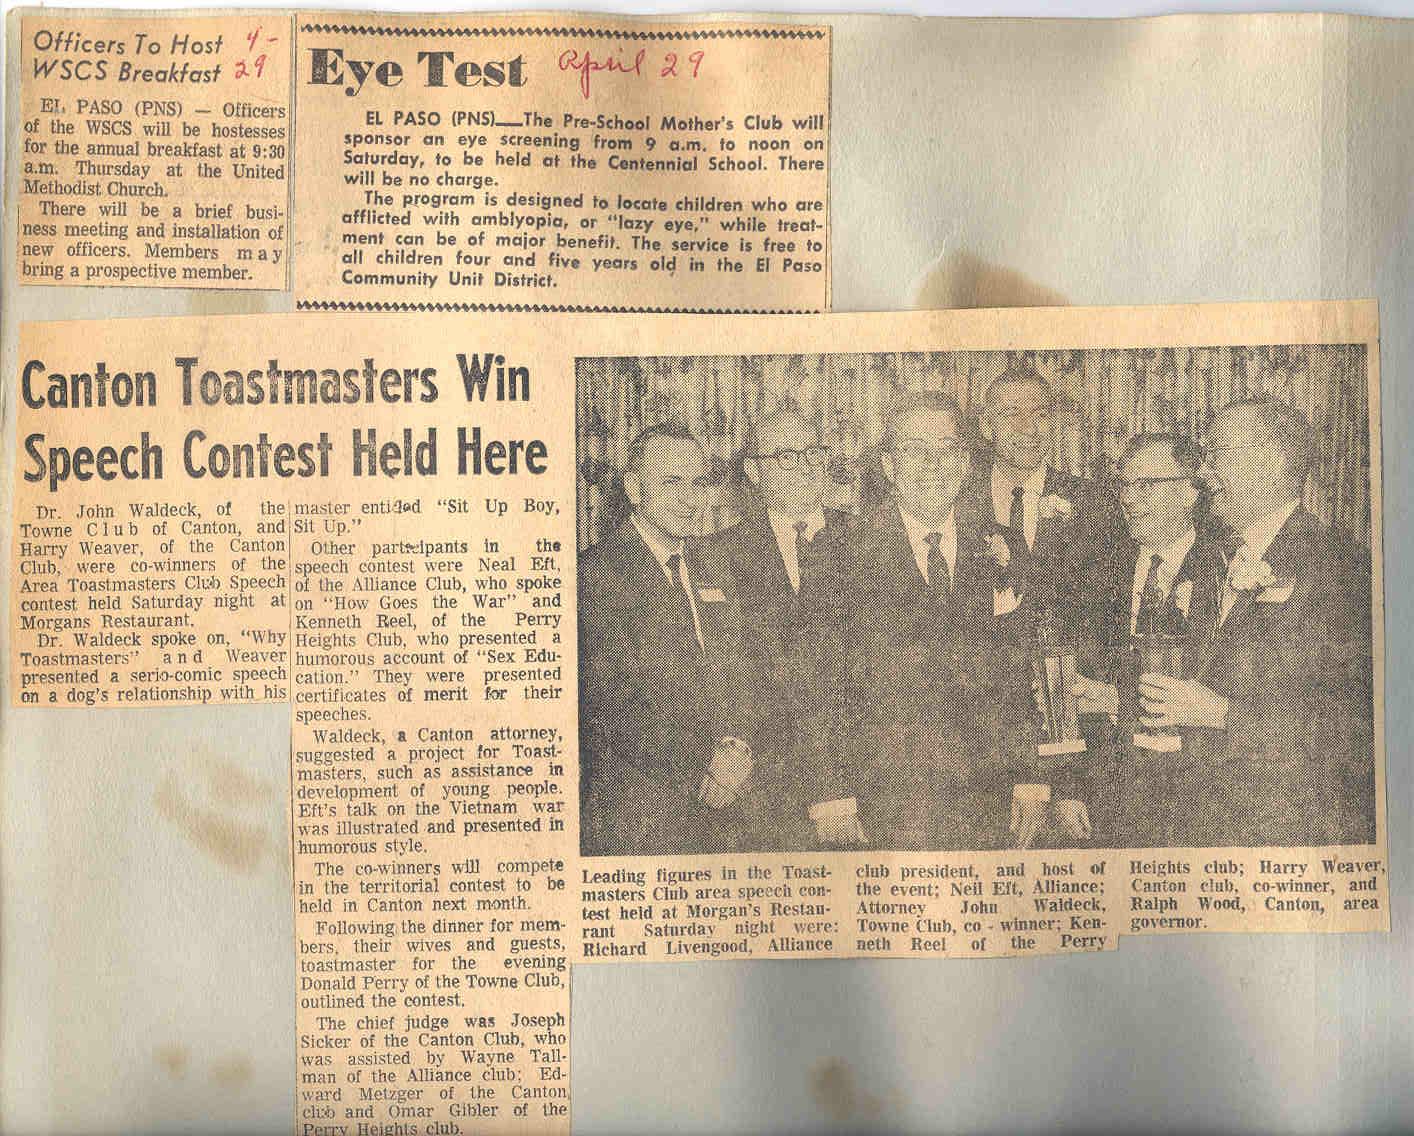 Officers To Host
WSCS Breakfast
4-
29
EL PASO (PNS) — Officers
of the WSCS will be hostesses
for the annual breakfast at 9:30
a.m. Thursday at the United
Methodist Church.
There will be a brief busi-
ness meeting and installation of
new officers. Members may
bring a prospective member.
Eye Test
April 29
EL PASO (PNS)—The Pre-School Mother's Club will
sponsor an eye screening from 9 a.m. to noon on
Saturday, to be held at the Centennial School. There
will be no charge.
The program is designed to locate children who are
afflicted with amblyopia, or "lazy eye," while treat-
ment can be of major benefit. The service is free to
all children four and five years old in the El Paso
Community Unit District.
Canton Toastmasters Win
Speech Contest Held Here
Dr. John Waldeck, of the
Towne Club of Canton, and
Harry Weaver, of the Canton
Club, were co-winners of the
Area Toastmasters Club Speech
contest held Saturday night at
Morgans Restaurant.
Dr. Waldeck spoke on, "Why
Toastmasters" and Weaver
presented a serio-comic speech
on a dog's relationship with his
master entitled "Sit Up Boy,
Sit Up."
Other participants in the
speech contest were Neal Eft,
of the Alliance Club, who spoke
on "How Goes the War" and
Kenneth Reel, of the Perry
Heights Club, who presented a
humorous account of "Sex Edu-
cation." They were presented
certificates of merit for their
speeches.
Waldeck, a Canton attorney,
suggested a project for Toast-
masters, such as assistance in
development of young people.
Eft's talk on the Vietnam war
was illustrated and presented in
humorous style.
The co-winners will compete
in the territorial contest to be
held in Canton next month.
Following the dinner for mem-
bers, their wives and guests,
toastmaster for the evening
Donald Perry of the Towne Club,
outlined the contest.
The chief judge was Joseph
Sicker of the Canton Club, who
was assisted by Wayne Tall-
man of the Alliance club; Ed-
ward Metzger of the Canton
club and Omar Gibler of the
Perry Heights club.
Leading figures in the Toast-
masters Club area speech con-
test held at Morgan's Restau-
rant Saturday night were:
Richard Livengood, Alliance
club president, and host of
the event; Neil Eft, Alliance;
Attorney John Waldeck,
Towne Club, co-winner; Ken-
neth Reel of the Perry
Heights club; Harry Weaver,
Canton club, co-winner, and
Ralph Wood, Canton, area
governor.